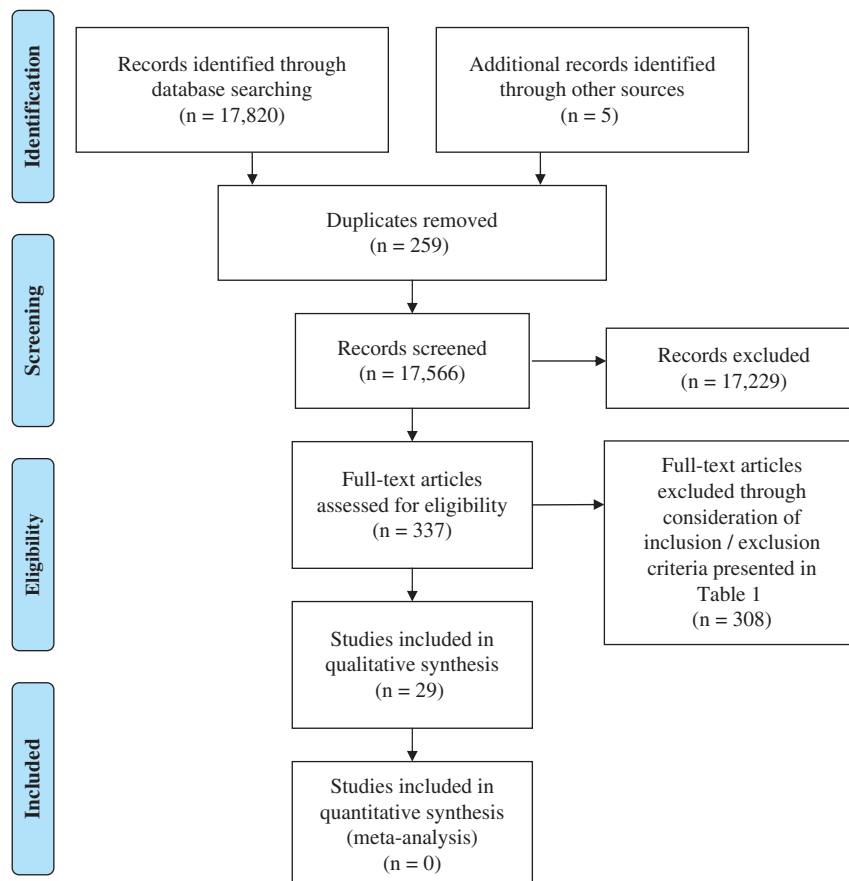 Identification
Records identified through
database searching
(n = 17,820)
Additional records identified
through other sources
(n = 5)
Duplicates removed
(n = 259)
Screening
Records screened
(n = 17,566)
Records excluded
(n = 17,229)
Eligibility
Full-text articles
assessed for eligibility
(n = 337)
Full-text articles
excluded through
consideration of
inclusion / exclusion
criteria presented in
Table 1
(n = 308)
Studies included in
qualitative synthesis
(n = 29)
Included
Studies included in
quantitative synthesis
(meta-analysis)
(n = 0)